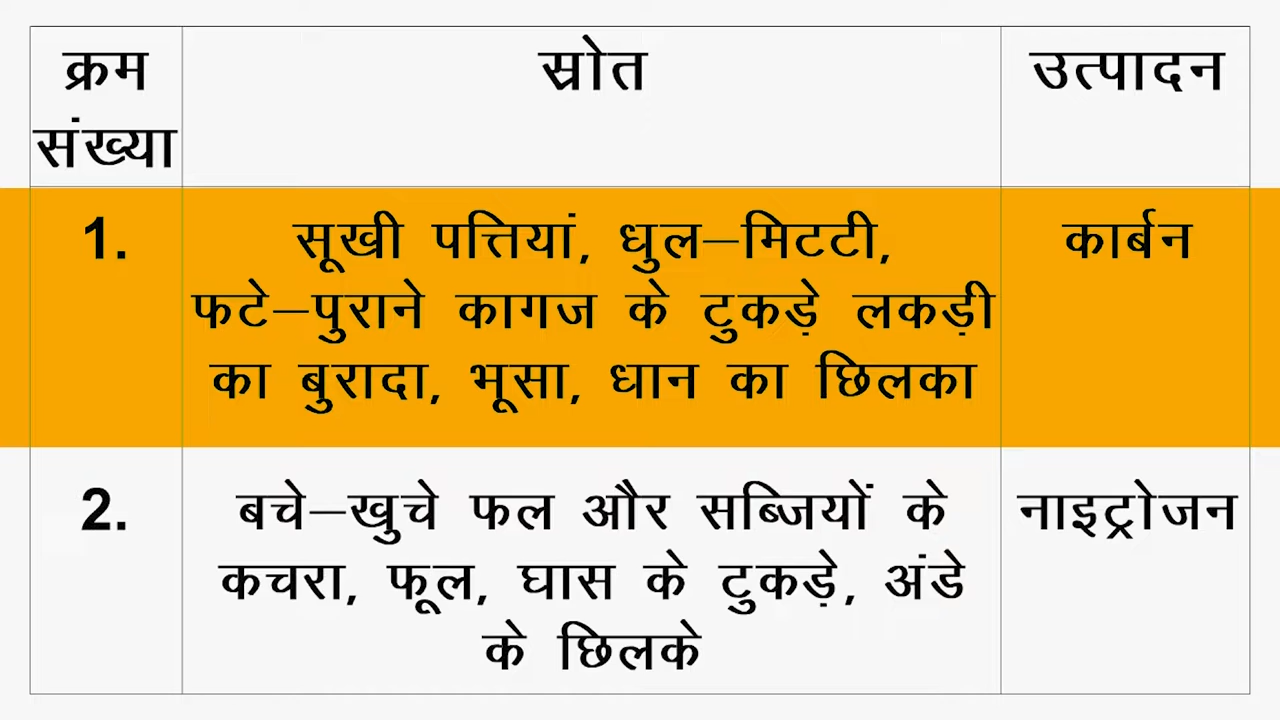 क्रम
संख्या
स्रोत
उत्पादन
1.
सूखी पत्तियां, धुल–मिटटी,
फटे–पुराने कागज के टुकड़े लकड़ी
का बुरादा, भूसा, धान का छिलका
कार्बन
2.
बचे–खुचे फल और सब्जियों के
कचरा, फूल, घास के टुकड़े, अंडे
के छिलके
नाइट्रोजन